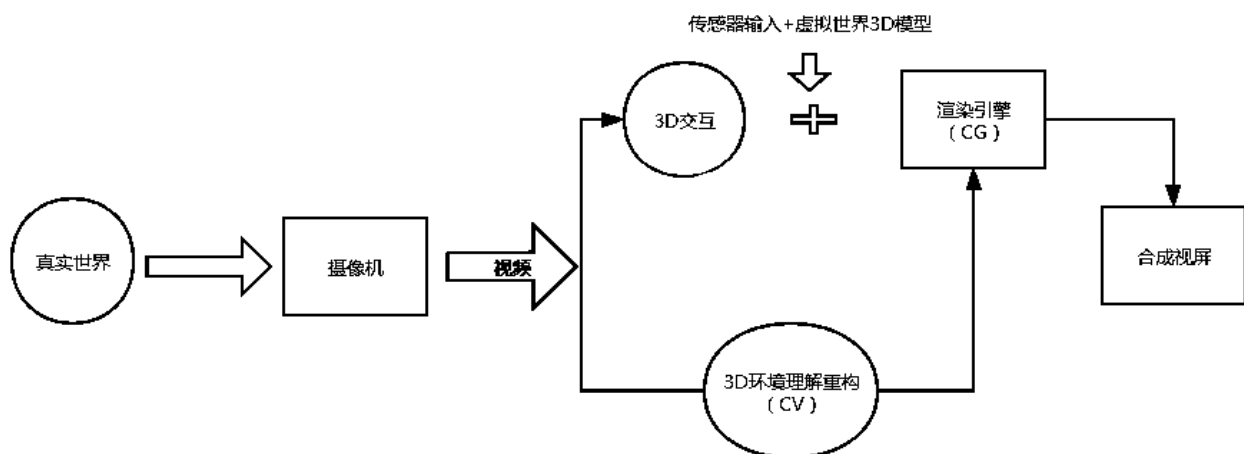 传感器输入+虚拟世界3D模型
3D交互
渲染引擎
(CG)
真实世界
摄像机
视频
合成视屏
3D环境理解重构
(CV)